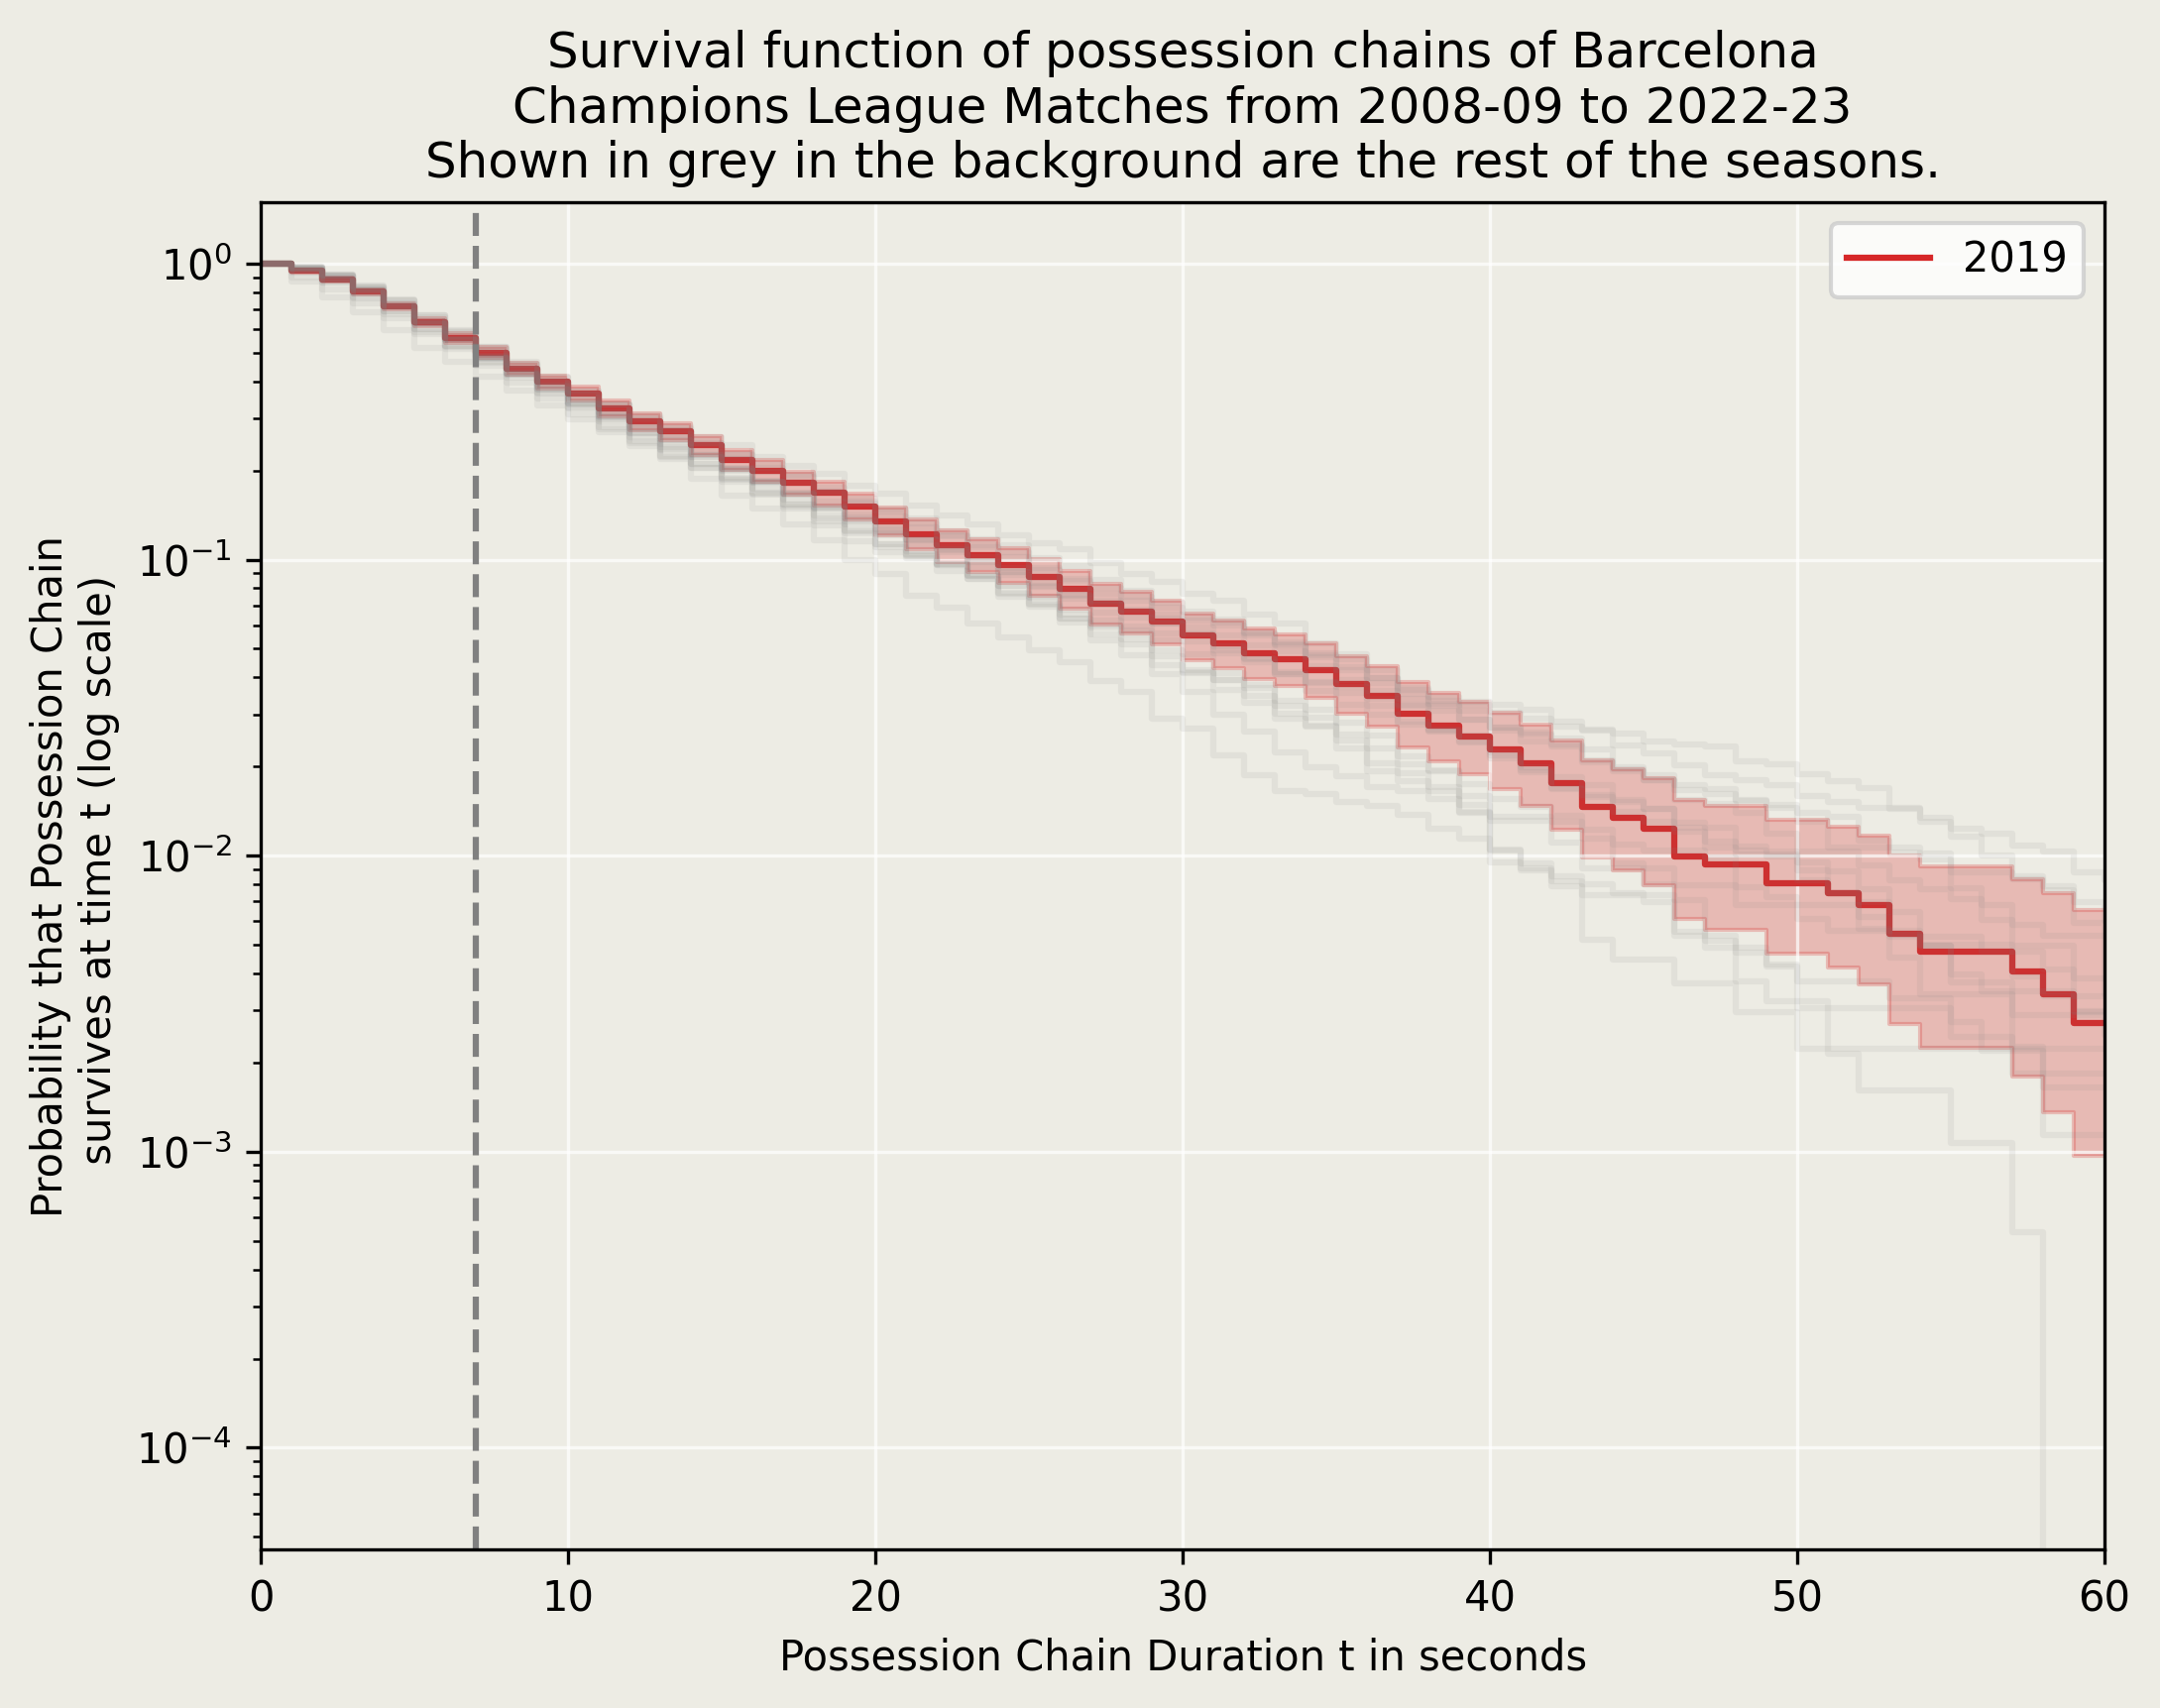 Survival function of possession chains of Barcelona
Champions League Matches from 2008-09 to 2022-23
Shown in grey in the background are the rest of the seasons.
2019
Probability that Possession Chain
survives at time t (log scale)
10⁰
10⁻¹
10⁻²
10⁻³
10⁻⁴
0 10 20 30 40 50 60
Possession Chain Duration t in seconds